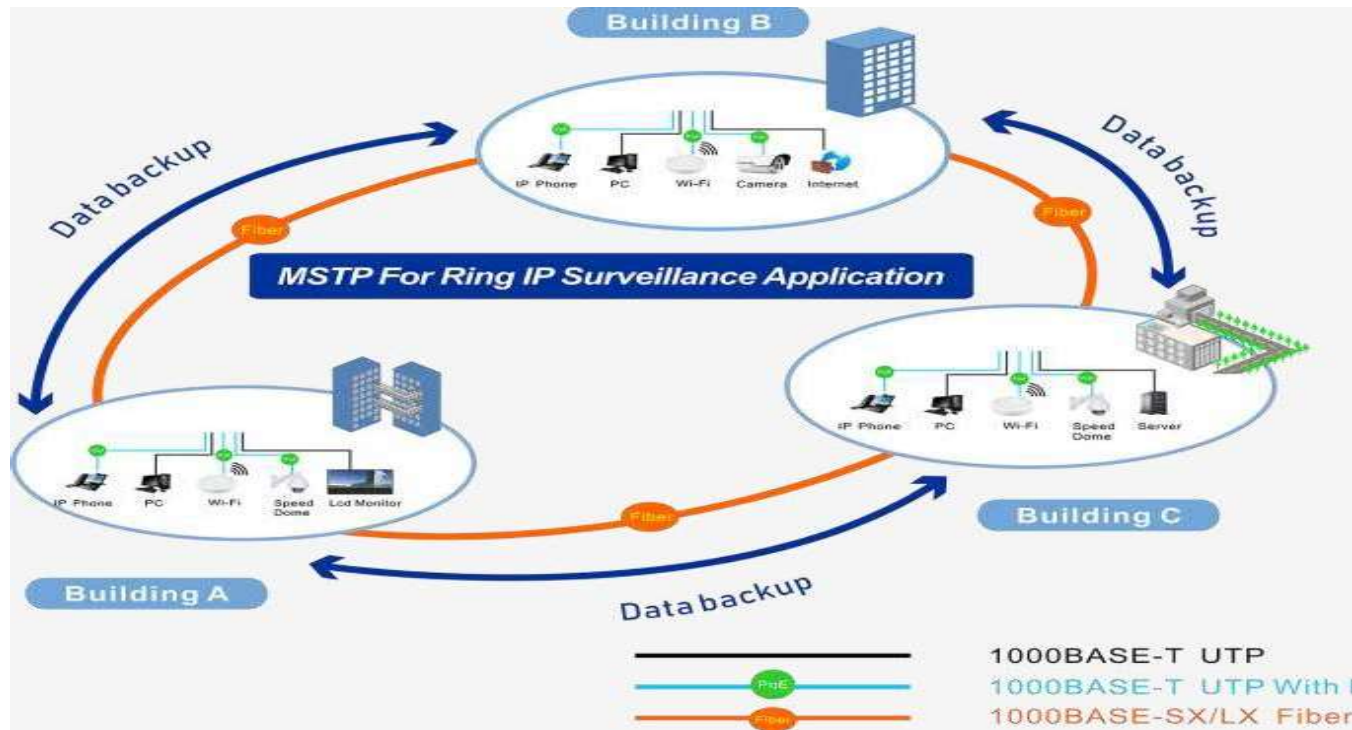 Building B
Data backup
Data backup
IP Phone
PC
Wi-Fi
Camera
Internet
Fiber
Fiber
MSTP For Ring IP Surveillance Application
IP Phone
PC
Wi-Fi
Speed
Dome
Server
IP Phone
PC
Wi-Fi
Speed
Dome
Lcd Monitor
Fiber
Building C
Building A
Data backup
1000BASE-T UTP
PoE
1000BASE-T UTP With
Fiber
1000BASE-SX/LX Fiber